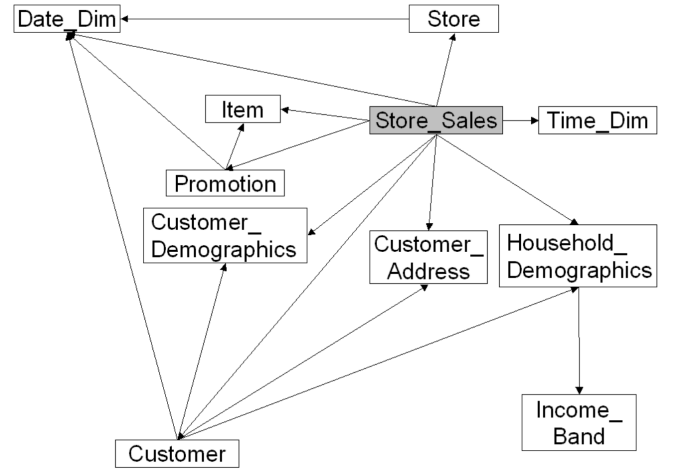 Date_Dim
Store
Item
Store_Sales
Time_Dim
Promotion
Customer_
Demographics
Customer_
Address
Household_
Demographics
Income_
Band
Customer